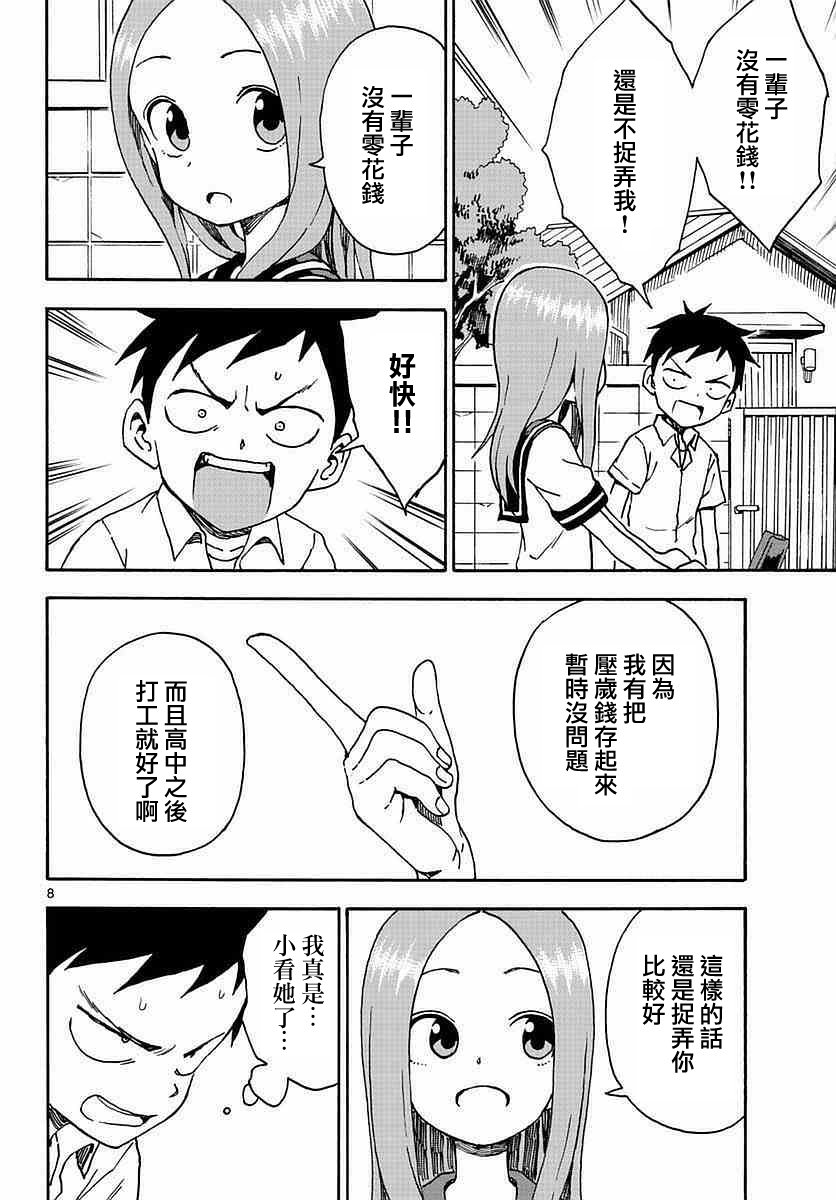 一輩子
沒有零花錢!!
還是不捉弄我！
一輩子
沒有零花錢
好快!!
因為
我有把
壓歲錢存起來
暫時沒問題
而且高中之後
打工就好了啊
這樣的話
還是捉弄你
比較好
我真是…
小看她了…
8